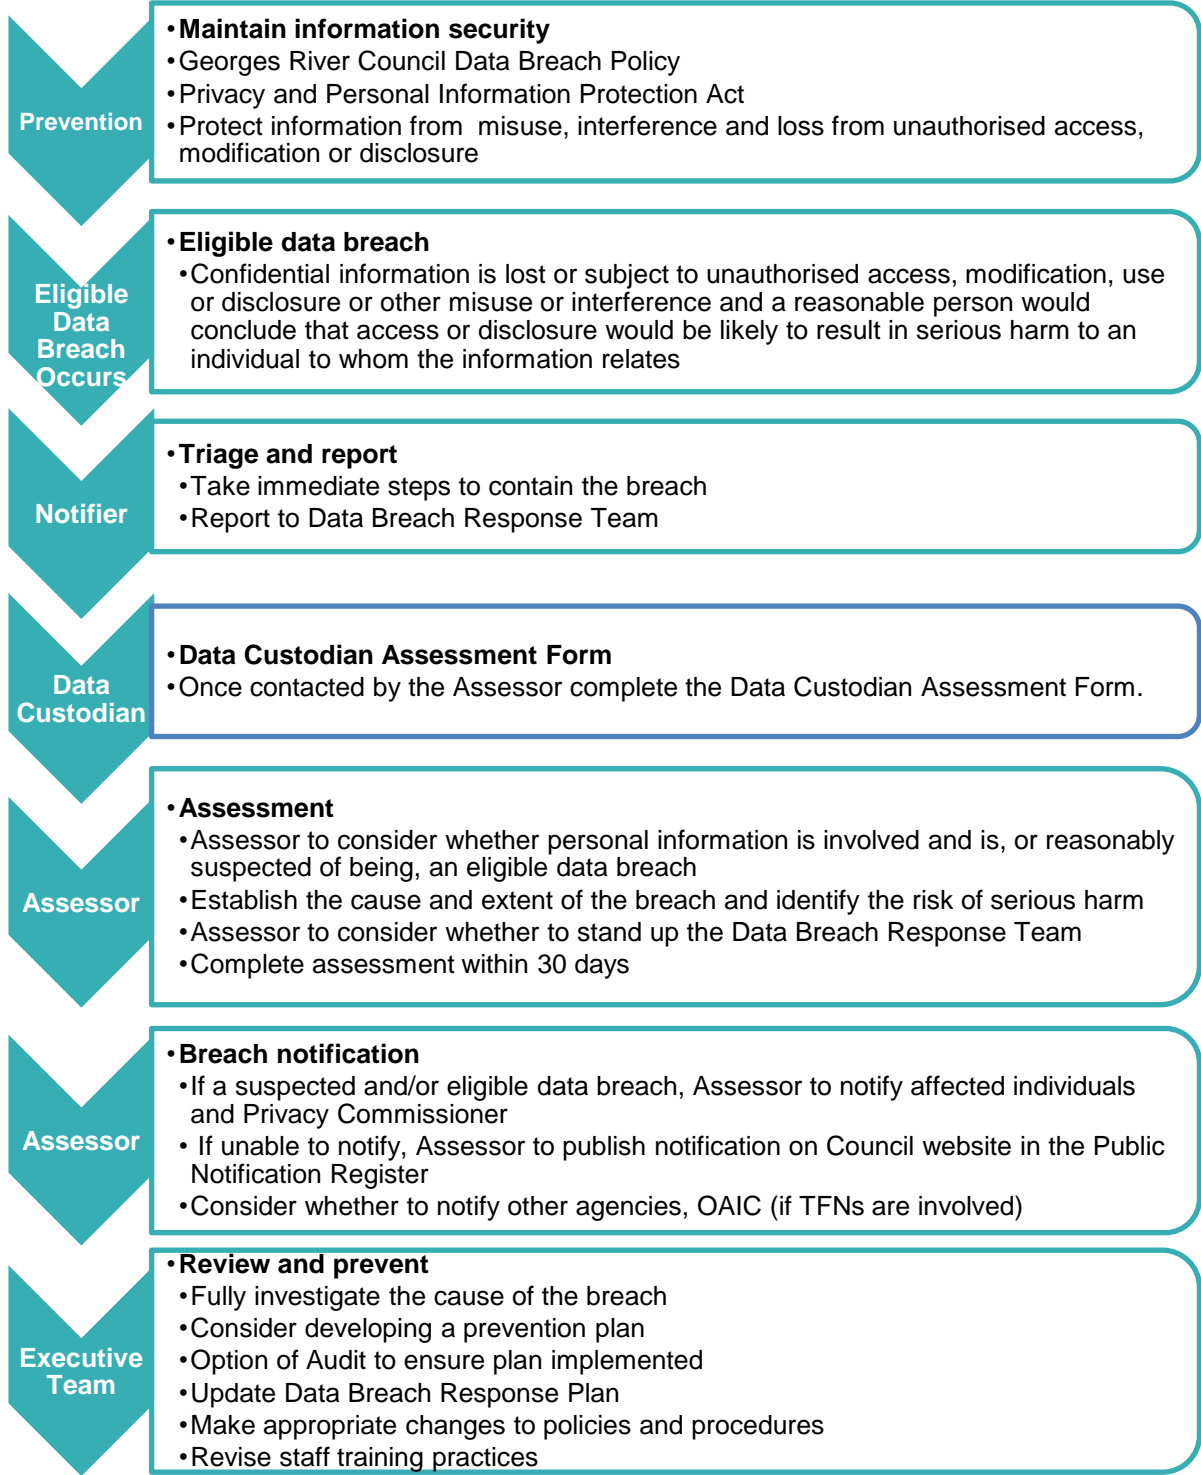 Prevention
•Maintain information security
•Georges River Council Data Breach Policy
•Privacy and Personal Information Protection Act
•Protect information from  misuse, interference and loss from unauthorised access,
modification or disclosure
Eligible
Data
Breach
Occurs
•Eligible data breach
•Confidential information is lost or subject to unauthorised access, modification, use
or disclosure or other misuse or interference and a reasonable person would
conclude that access or disclosure would be likely to result in serious harm to an
individual to whom the information relates
Notifier
•Triage and report
•Take immediate steps to contain the breach
•Report to Data Breach Response Team
Data
Custodian
•Data Custodian Assessment Form
•Once contacted by the Assessor complete the Data Custodian Assessment Form.
Assessor
•Assessment
•Assessor to consider whether personal information is involved and is, or reasonably
suspected of being, an eligible data breach
•Establish the cause and extent of the breach and identify the risk of serious harm
•Assessor to consider whether to stand up the Data Breach Response Team
•Complete assessment within 30 days
Assessor
•Breach notification
•If a suspected and/or eligible data breach, Assessor to notify affected individuals
and Privacy Commissioner
• If unable to notify, Assessor to publish notification on Council website in the Public
Notification Register
•Consider whether to notify other agencies, OAIC (if TFNs are involved)
Executive
Team
•Review and prevent
•Fully investigate the cause of the breach
•Consider developing a prevention plan
•Option of Audit to ensure plan implemented
•Update Data Breach Response Plan
•Make appropriate changes to policies and procedures
•Revise staff training practices